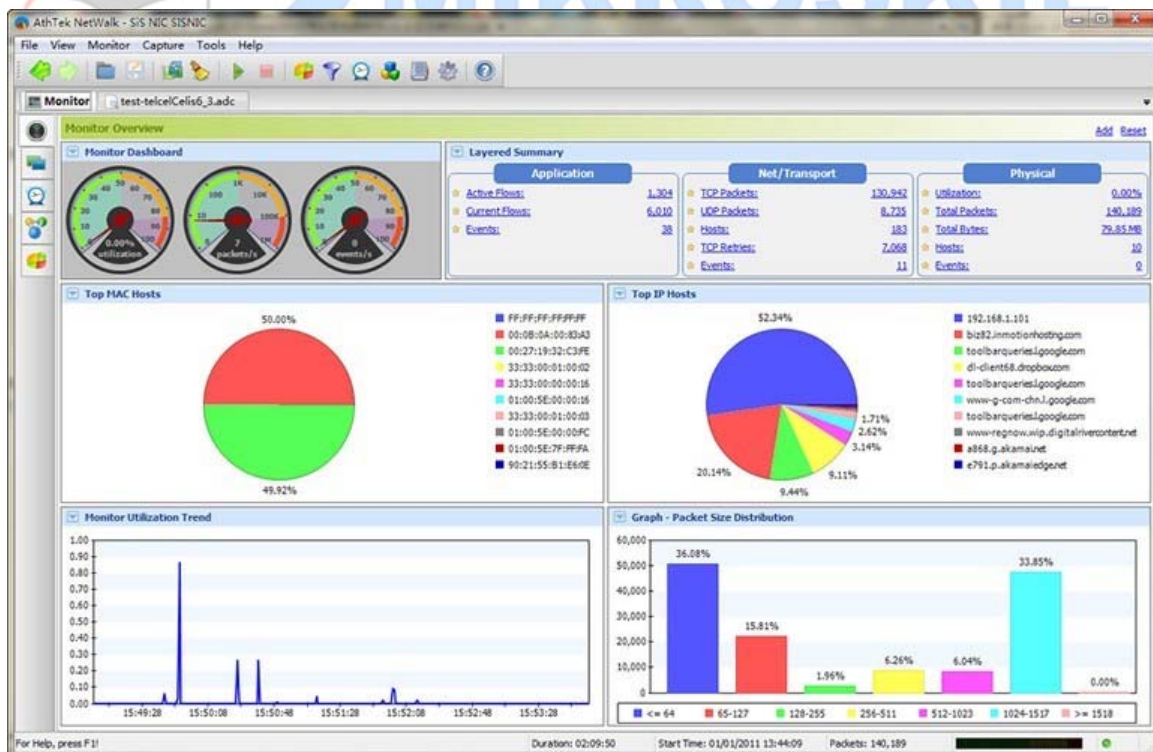 AthTek NetWalk - SiS NIC SISNIC
File View Monitor Capture Tools Help
Monitor test-telcelCelis6_3.adc
Monitor Overview Add Reset
Monitor Dashboard
0.00%
utilization
7
packets/s
0
events/s
Layered Summary
Application
Active Flows: 1,304
Current Flows: 6,010
Events: 38
Net/Transport
TCP Packets: 130,942
UDP Packets: 8,735
Hosts: 183
TCP Retries: 7,068
Events: 11
Physical
Utilization: 0.00%
Total Packets: 140,189
Total Bytes: 79.85 MB
Hosts: 10
Events: 0
Top MAC Hosts
50.00%
49.92%
FF:FF:FF:FF:FF:FF
00:0B:0A:00:83:A3
00:27:19:32:C3:FE
33:33:00:01:00:02
33:33:00:00:00:16
01:00:5E:00:00:16
33:33:00:01:00:03
01:00:5E:00:00:FC
01:00:5E:7F:FF:FA
90:21:55:B1:E6:0E
Top IP Hosts
52.34%
20.14%
9.44%
9.11%
3.14%
2.62%
1.71%
192.168.1.101
biz82.inmotionhosting.com
toolbarqueries.l.google.com
dl-client68.dropbox.com
toolbarqueries.l.google.com
www-g-com-chn.l.google.com
toolbarqueries.l.google.com
www-regnow.wip.digitalrivercontent.net
a868.g.akamai.net
e791.p.akamaiedge.net
Monitor Utilization Trend
1.00
0.90
0.80
0.70
0.60
0.50
0.40
0.30
0.20
0.10
0.00
15:49:28 15:50:08 15:50:48 15:51:28 15:52:08 15:52:48 15:53:28
Graph - Packet Size Distribution
60,000
50,000
40,000
30,000
20,000
10,000
0
36.08%
15.81%
1.96%
6.26%
6.04%
33.85%
0.00%
<= 64 65-127 128-255 256-511 512-1023 1024-1517 >= 1518
For Help, press F1! Duration: 02:09:50 Start Time: 01/01/2011 13:44:09 Packets: 140,189